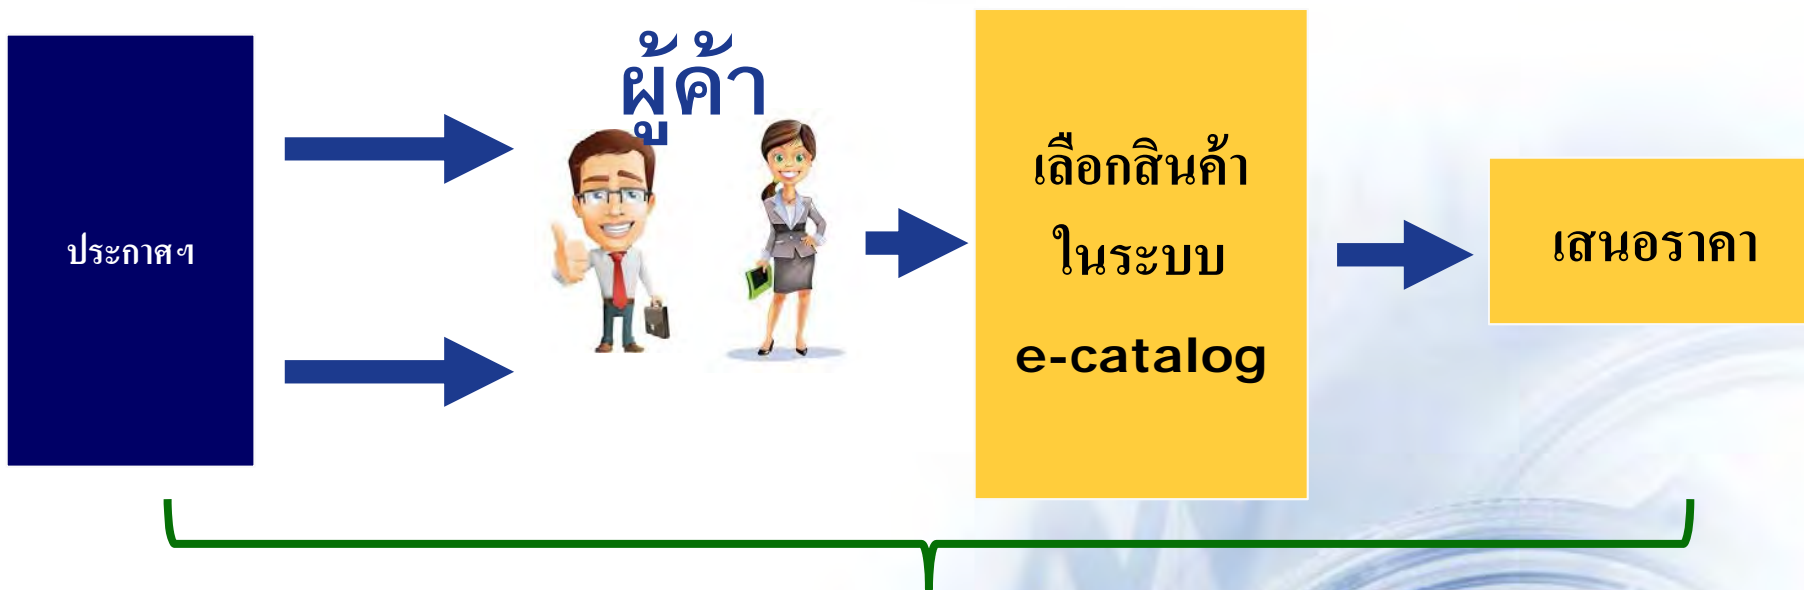 ประกาศฯ
ผู้ค้า
เลือกสินค้า
ในระบบ
e-catalog
เสนอราคา